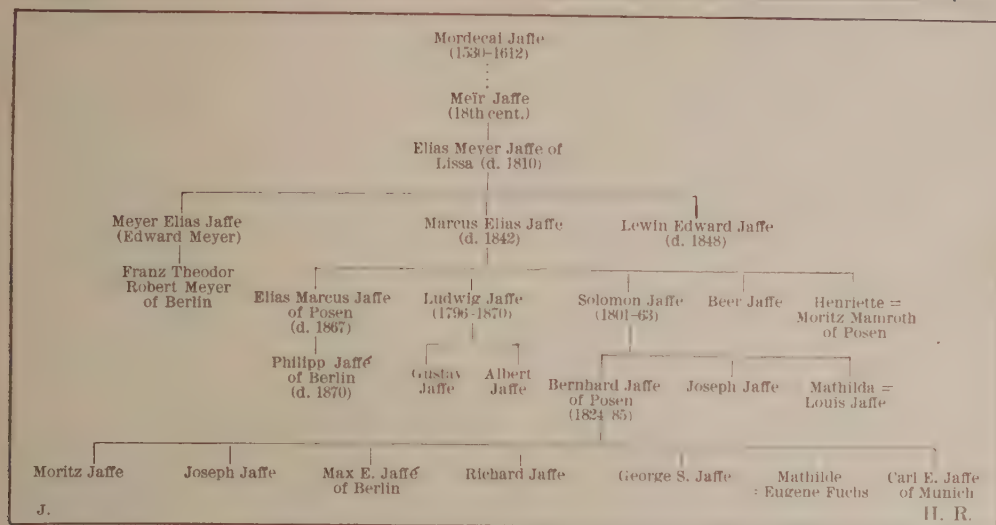 Mordecai Jaffe
(1530-1612)
Meïr Jaffe
(18th cent.)
Elias Meyer Jaffe of
Lissa (d. 1810)
Meyer Elias Jaffe
(Edward Meyer)
Marcus Elias Jaffe
(d. 1842)
Lewin Edward Jaffe
(d. 1848)
Franz Theodor
Robert Meyer
of Berlin
Elias Marcus Jaffe
of Posen
(d. 1867)
Ludwig Jaffe
(1796-1870)
Solomon Jaffe
(1801-63)
Beer Jaffe
Henriette =
Moritz Mamroth
of Posen
Philipp Jaffé
of Berlin
(d. 1870)
Gustav
Jaffe
Albert
Jaffe
Bernhard Jaffe
of Posen
(1824-85)
Joseph Jaffe
Mathilda =
Louis Jaffe
Moritz Jaffe
Joseph Jaffe
Max E. Jaffé
of Berlin
Richard Jaffe
George S. Jaffe
Mathilde
= Eugene Fuchs
Carl E. Jaffe
of Munich
J.
H. R.